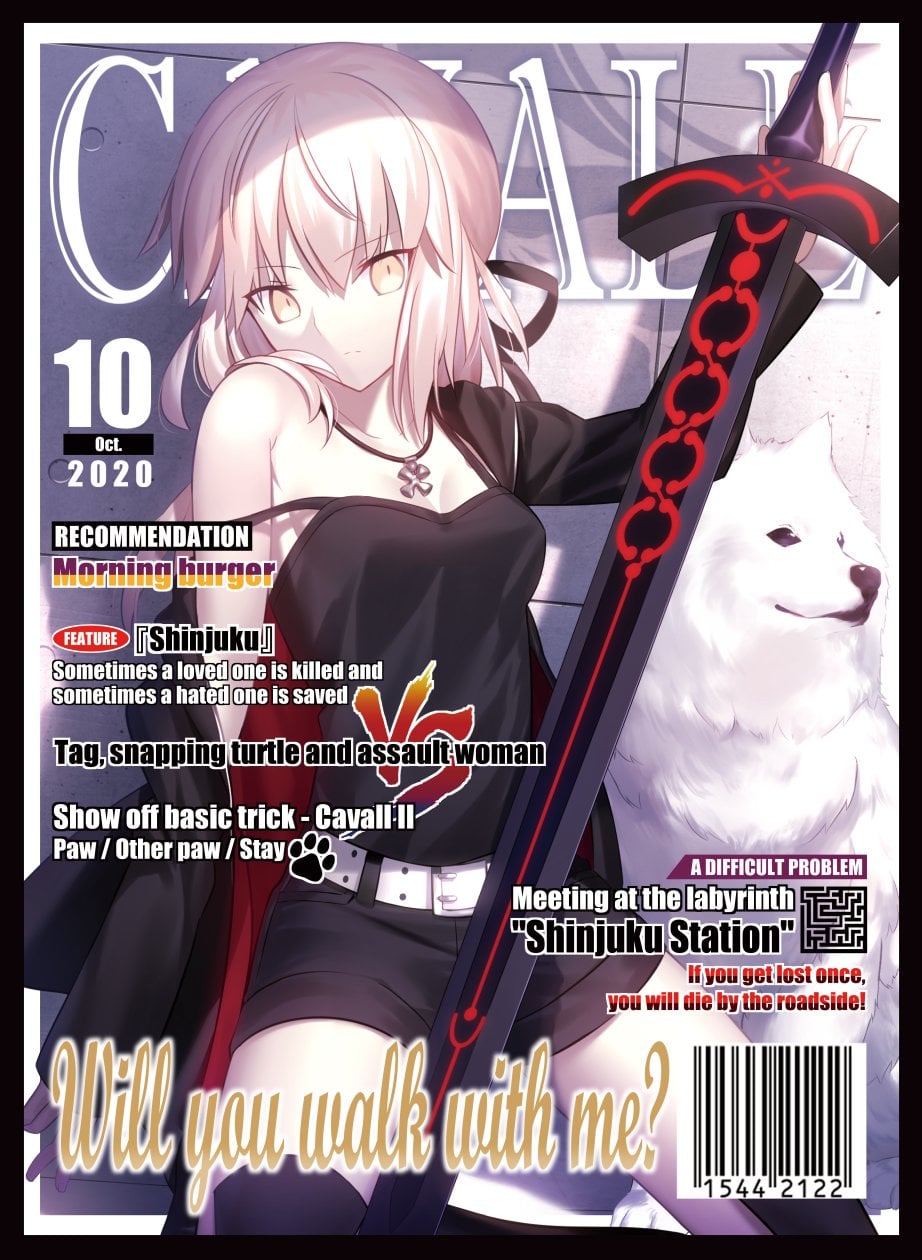 CAVALL
10
Oct.
2020
RECOMMENDATION
Morning burger
FEATURE 『Shinjuku』
Sometimes a loved one is killed and
sometimes a hated one is saved
VS
Tag, snapping turtle and assault woman
Show off basic trick - Cavall II
Paw / Other paw / Stay
A DIFFICULT PROBLEM
Meeting at the labyrinth
"Shinjuku Station"
If you get lost once,
you will die by the roadside!
Will you walk with me?
1544 2122